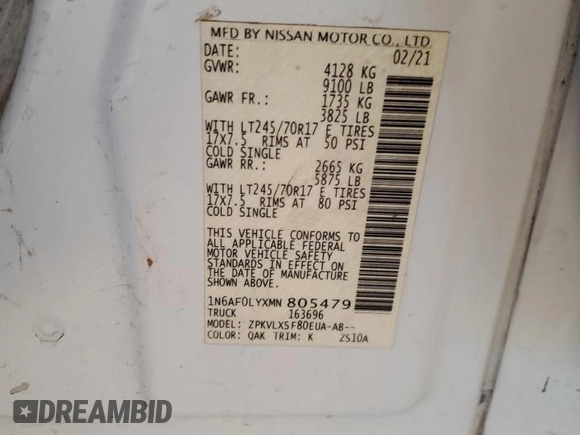 MFD BY NISSAN MOTOR CO., LTD.
DATE: 02/21
GVWR: 4128 KG
9100 LB
GAWR FR.: 1735 KG
3825 LB
WITH LT245/70R17 E TIRES
17X7.5 RIMS AT 50 PSI
COLD SINGLE
GAWR RR.: 2665 KG
5875 LB
WITH LT245/70R17 E TIRES
17X7.5 RIMS AT 80 PSI
COLD SINGLE
THIS VEHICLE CONFORMS TO
ALL APPLICABLE FEDERAL
MOTOR VEHICLE SAFETY
STANDARDS IN EFFECT ON
THE DATE OF MANUFACTURE
SHOWN ABOVE.
1N6AF0LYXMN 805479
TRUCK 163696
MODEL: ZPKVLXSF80EUA-AB--
COLOR: QAK TRIM: K ZS10A
DREAMBID